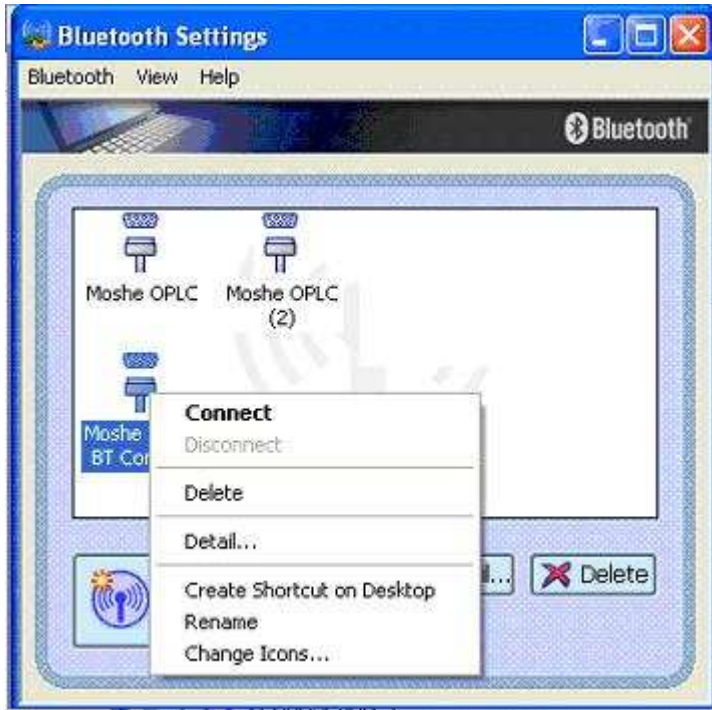 Bluetooth Settings
Bluetooth View Help
Bluetooth
Moshe OPLC Moshe OPLC
(2)
Moshe
BT
Connect
Disconnect
Delete
Detail...
Delete
Create Shortcut on Desktop
Rename
Change Icons...